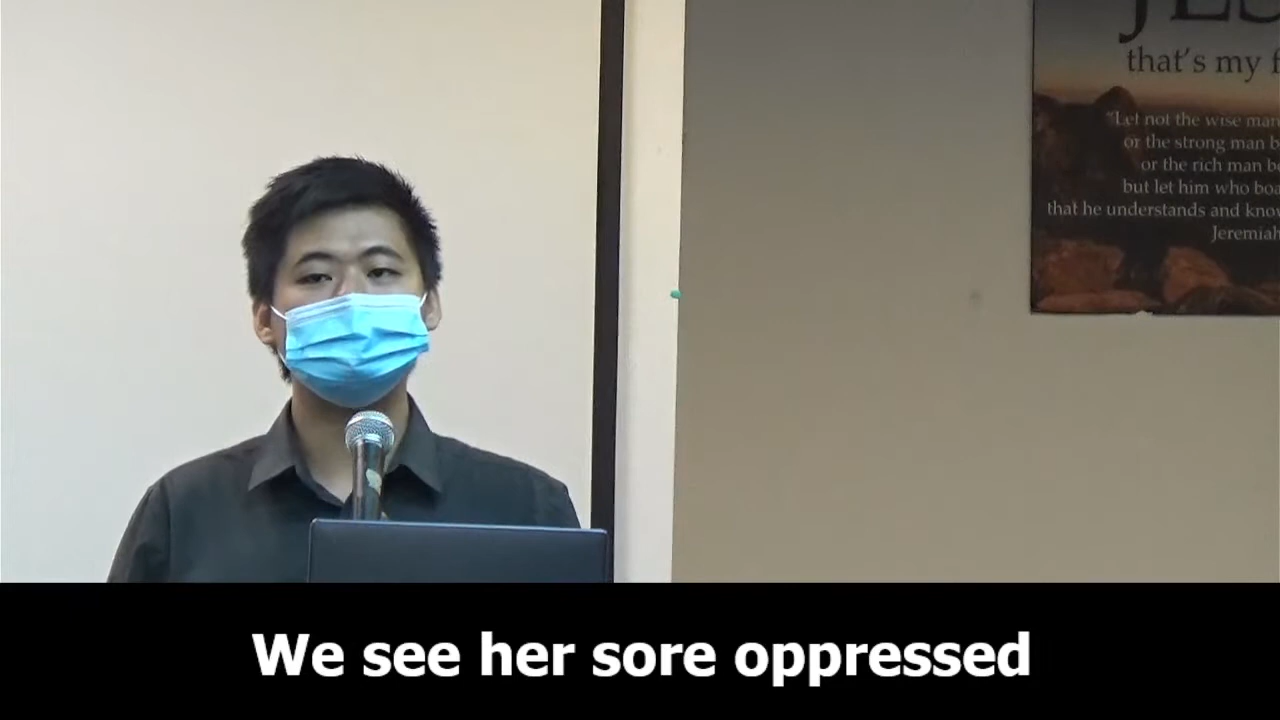 that's my
"Let not the wise man
or the strong man
or the rich man
but let him who
that he understands and
Jeremiah
We see her sore oppressed